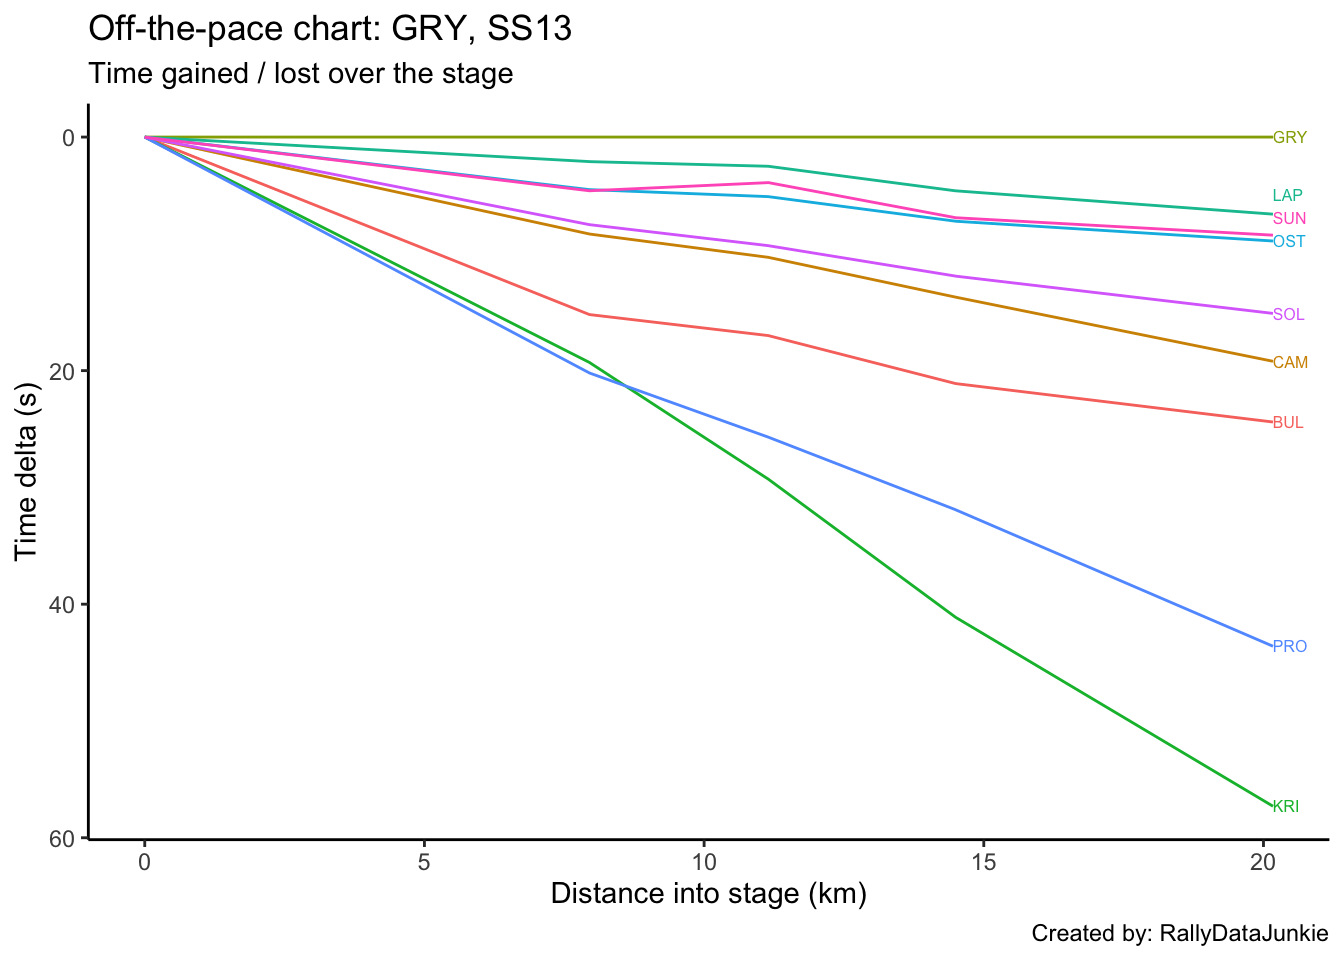 Off-the-pace chart: GRY, SS13
Time gained / lost over the stage
0
20
40
60
Time delta (s)
GRY
LAP
SUN
OST
SOL
CAM
BUL
PRO
KRI
0 5 10 15 20
Distance into stage (km)
Created by: RallyDataJunkie